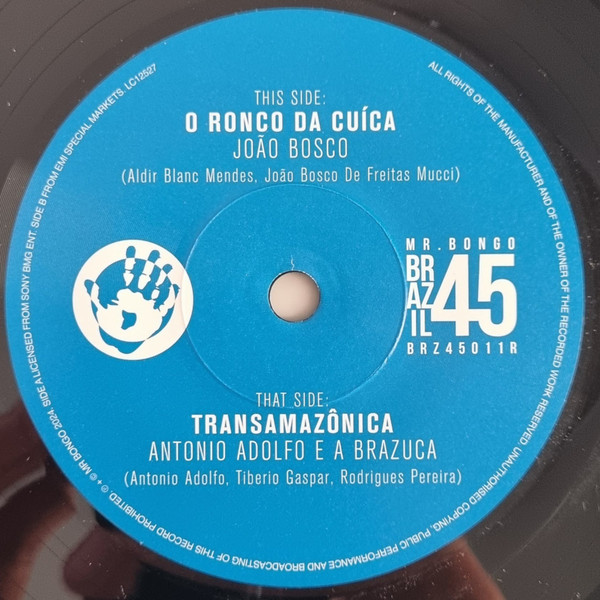 THIS SIDE:
O RONCO DA CUÍCA
JOÃO BOSCO
(Aldir Blanc Mendes, João Bosco De Freitas Mucci)
MR. BONGO
BR
AZ
IL
45
BRZ45011R
THAT SIDE:
TRANSAMAZÔNICA
ANTONIO ADOLFO E A BRAZUCA
(Antonio Adolfo, Tiberio Gaspar, Rodrigues Pereira)
ALL RIGHTS OF THE MANUFACTURER AND OF THE OWNER OF THE RECORDED WORK RESERVED. UNAUTHORISED COPYING, PUBLIC PERFORMANCE AND BROADCASTING OF THIS RECORD PROHIBITED ℗ + © MR BONGO 2024. SIDE A LICENSED FROM SONY BMG ENT. SIDE B FROM EMI SPECIAL MARKETS. LC12527